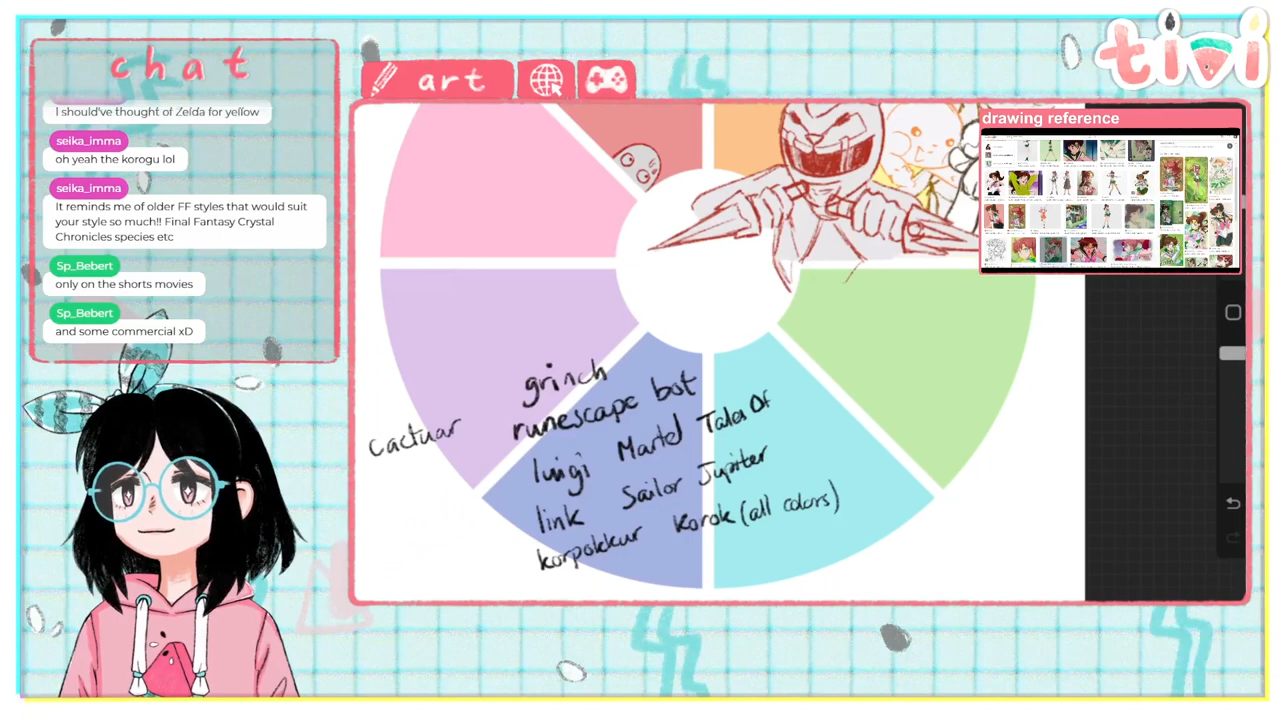 chat
I should've thought of Zelda for yellow
seika_imma
oh yeah the korogu lol
seika_imma
It reminds me of older FF styles that would suit
your style so much!! Final Fantasy Crystal
Chronicles species etc
Sp_Bebert
only on the shorts movies
Sp_Bebert
and some commercial xD
art
tivi
drawing reference
grinch
cactuar runescape bot
luigi Martel Tales Of
link Sailor Jupiter
korpokkur Korok (all colors)